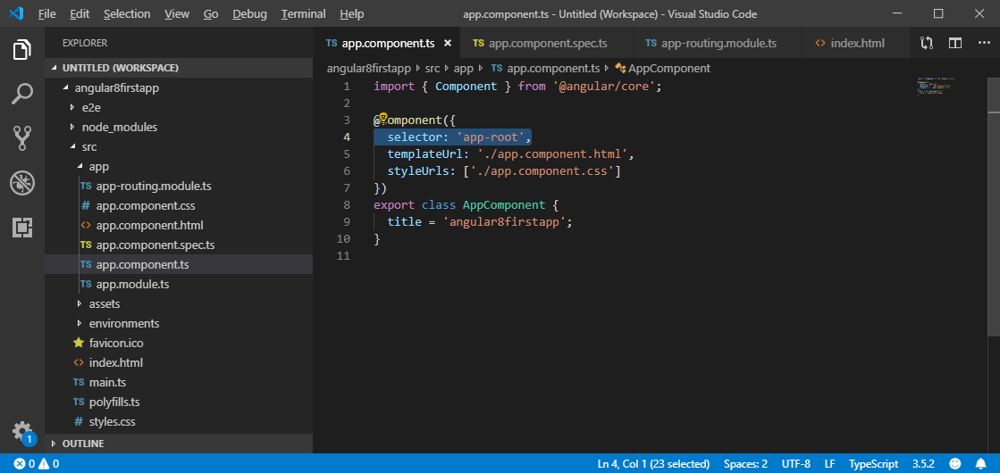 File Edit Selection View Go Debug Terminal Help app.component.ts - Untitled (Workspace) - Visual Studio Code
EXPLORER
UNTITLED (WORKSPACE)
angular8firstapp
e2e
node_modules
src
app
TS app-routing.module.ts
# app.component.css
<> app.component.html
TS app.component.spec.ts
TS app.component.ts
TS app.module.ts
assets
environments
favicon.ico
<> index.html
TS main.ts
TS polyfills.ts
# styles.css
OUTLINE
1
TS app.component.ts × TS app.component.spec.ts TS app-routing.module.ts <> index.html
angular8firstapp › src › app › TS app.component.ts › AppComponent
1 import { Component } from '@angular/core';
2
3 @omponent({
4 selector: 'app-root',
5 templateUrl: './app.component.html',
6 styleUrls: ['./app.component.css']
7 })
8 export class AppComponent {
9 title = 'angular8firstapp';
10 }
11
0 0 Ln 4, Col 1 (23 selected) Spaces: 2 UTF-8 LF TypeScript 3.5.2